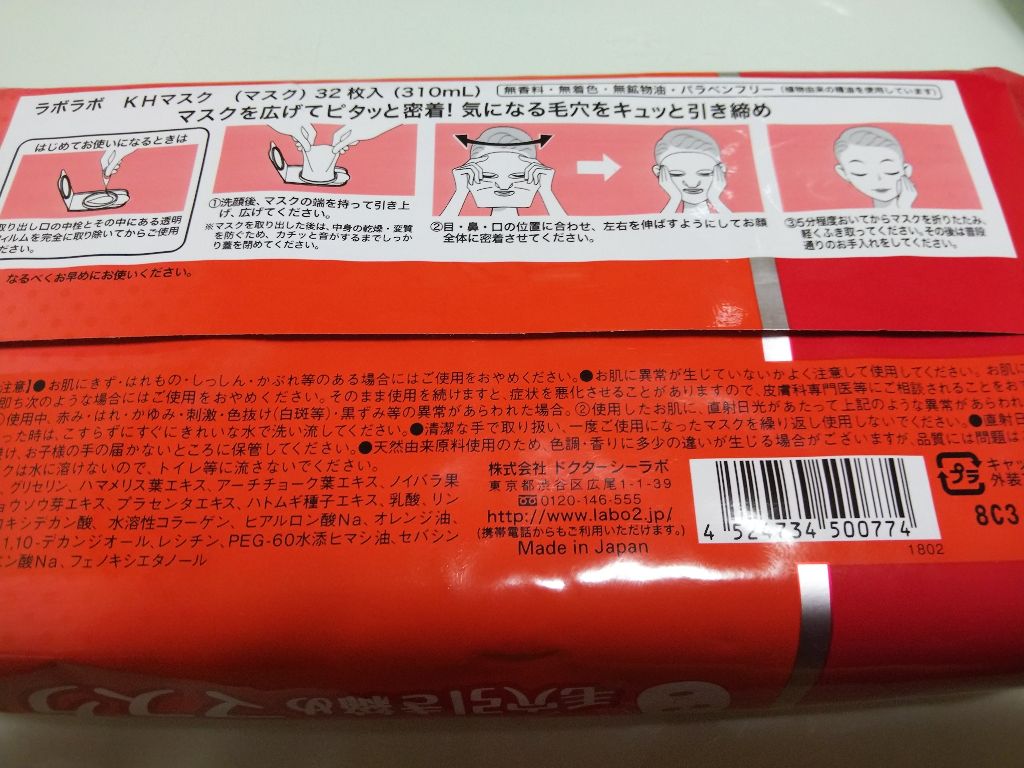 ラボラボ KHマスク (マスク) 32枚入 (310mL) 無香料・無着色・無鉱物油・パラベンフリー (植物由来の精油を使用しています)
マスクを広げてピタッと密着! 気になる毛穴をキュッと引き締め
はじめてお使いになるときは
取り出し口の中栓とその中にある透明
フィルムを完全に取り除いてからご使用
ださい。
なるべくお早めにお使いください。
①洗顔後、マスクの端を持って引き上
げ、広げてください。
※マスクを取り出した後は、中身の乾燥・変質
を防ぐため、カチッと音がするまでしっか
り蓋を閉めてください。
②目・鼻・口の位置に合わせ、左右を伸ばすようにしてお顔
全体に密着させてください。
③5分程度おいてからマスクを折りたたみ、
軽くふき取ってください。その後は普段
通りのお手入れをしてください。
注意】●お肌にきず・はれもの・しっしん・かぶれ等のある場合にはご使用をおやめください。●お肌に異常が生じていないかよく注意して使用してください。お肌に
即ち次のような場合にはご使用をおやめください。そのまま使用を続けますと、症状を悪化させることがありますので、皮膚科専門医等にご相談されることをお
使用中、赤み・はれ・かゆみ・刺激・色抜け(白斑等)・黒ずみ等の異常があらわれた場合。②使用したお肌に、直射日光があたって上記のような異常があらわれ
った時は、こすらずにすぐにきれいな水で洗い流してください。●清潔な手で取り扱い、一度ご使用になったマスクを繰り返し使用しないでください。●直射日
け、お子様の手の届かないところに保管してください。●天然由来原料使用のため、色調・香りに多少の違いが生じる場合がございますが、品質には問題は
クは水に溶けないので、トイレ等に流さないでください。
、グリセリン、ハマメリス葉エキス、アーチチョーク葉エキス、ノイバラ果
ョウソウ芽エキス、プラセンタエキス、ハトムギ種子エキス、乳酸、リン
キシデカン酸、水溶性コラーゲン、ヒアルロン酸Na、オレンジ油、
1,10-デカンジオール、レシチン、PEG-60水添ヒマシ油、セバシン
ン酸Na、フェノキシエタノール
株式会社 ドクターシーラボ
東京都渋谷区広尾1-1-39
0120-146-555
http://www.labo2.jp/
(携帯電話からもご利用いただけます。)
Made in Japan
4 524734 500774
1802
プラ
キャッ
外装
8C3
毛穴引き締めマスク